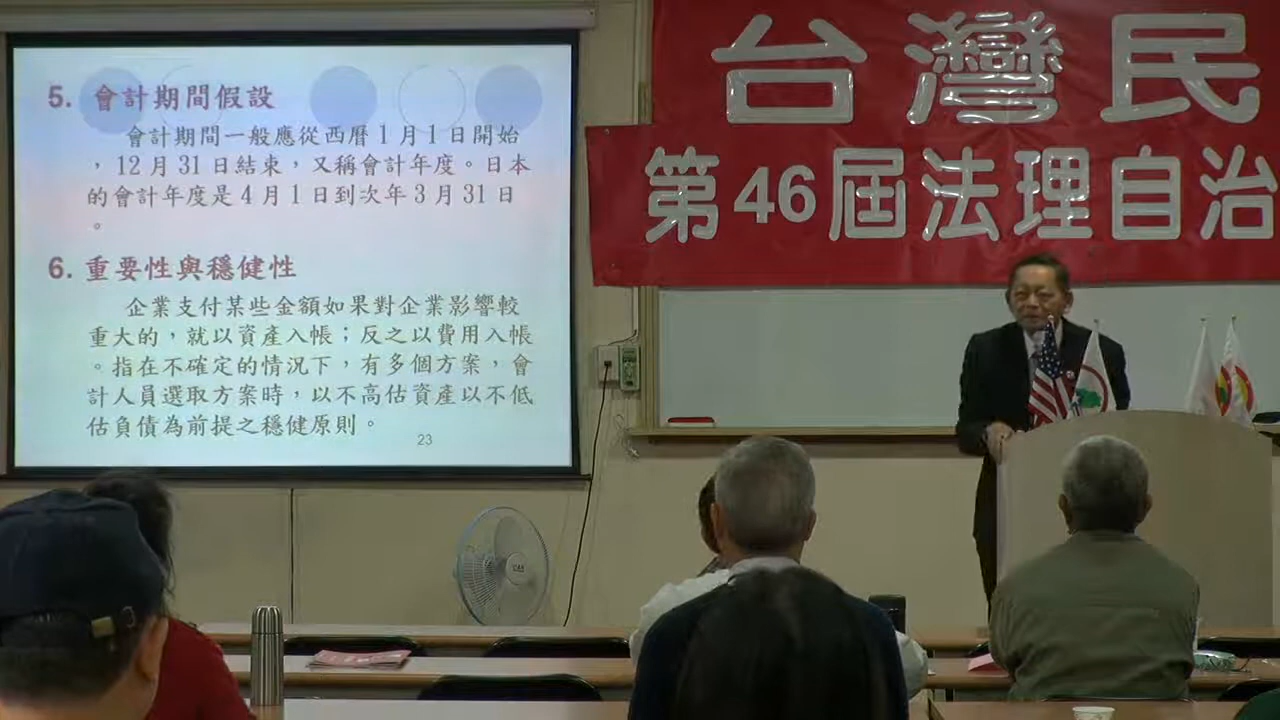 5. 會計期間假設
會計期間一般應從西曆1月1日開始
，12月31日結束，又稱會計年度。日本
的會計年度是4月1日到次年3月31日
。
6. 重要性與穩健性
企業支付某些金額如果對企業影響較
重大的，就以資產入帳；反之以費用入帳
。指在不確定的情況下，有多個方案，會
計人員選取方案時，以不高估資產以不低
估負債為前提之穩健原則。
23
台灣民
第46屆法理自治